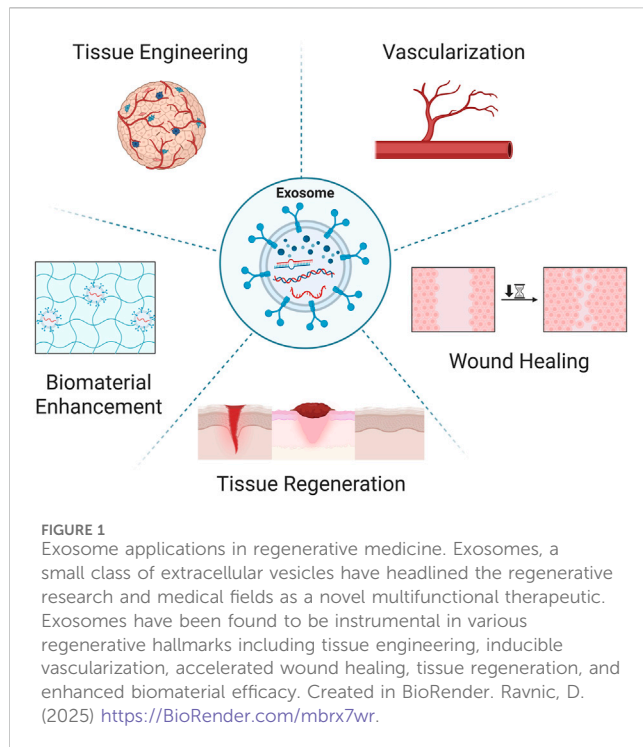 Tissue Engineering
Vascularization
Exosome
Biomaterial
Enhancement
Wound Healing
Tissue Regeneration
FIGURE 1
Exosome applications in regenerative medicine. Exosomes, a
small class of extracellular vesicles have headlined the regenerative
research and medical fields as a novel multifunctional therapeutic.
Exosomes have been found to be instrumental in various
regenerative hallmarks including tissue engineering, inducible
vascularization, accelerated wound healing, tissue regeneration, and
enhanced biomaterial efficacy. Created in BioRender. Ravnic, D.
(2025) https://BioRender.com/mbrx7wr.